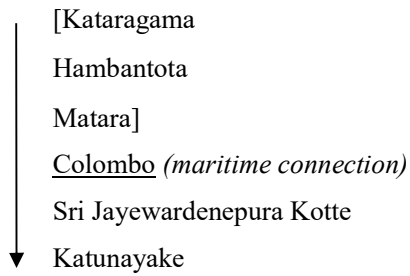 [Kataragama
Hambantota
Matara]
Colombo (maritime connection)
Sri Jayewardenepura Kotte
Katunayake